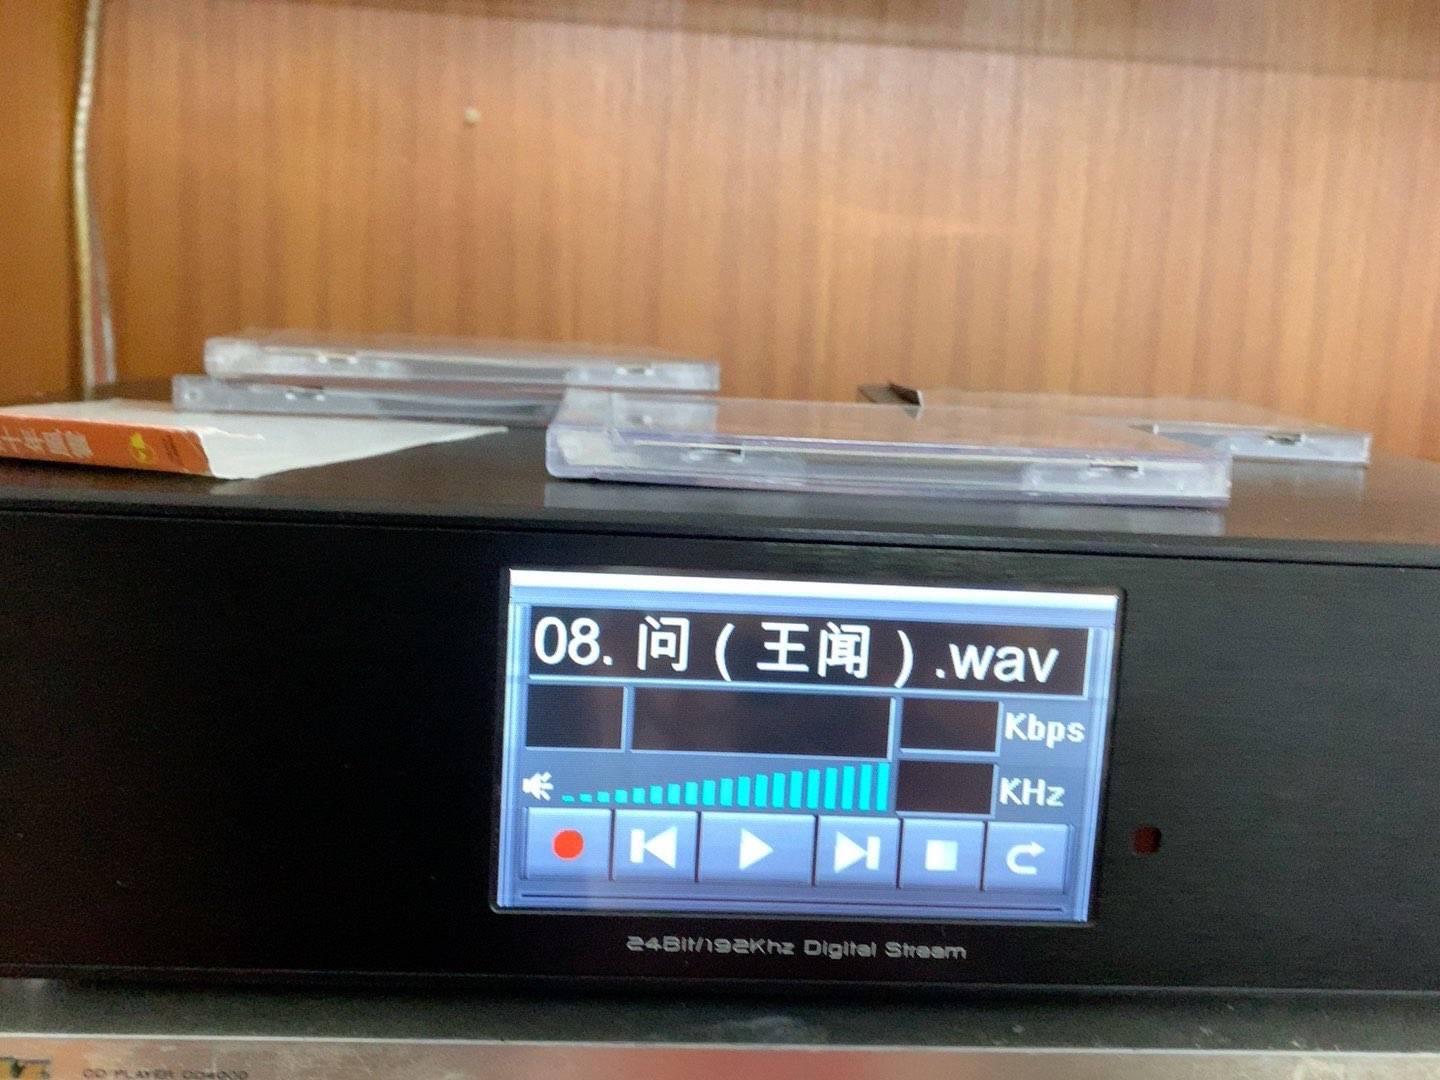 08. 问（王闻）.wav
Kbps
KHz
24Bit/192Khz Digital Stream
CD PLAYER